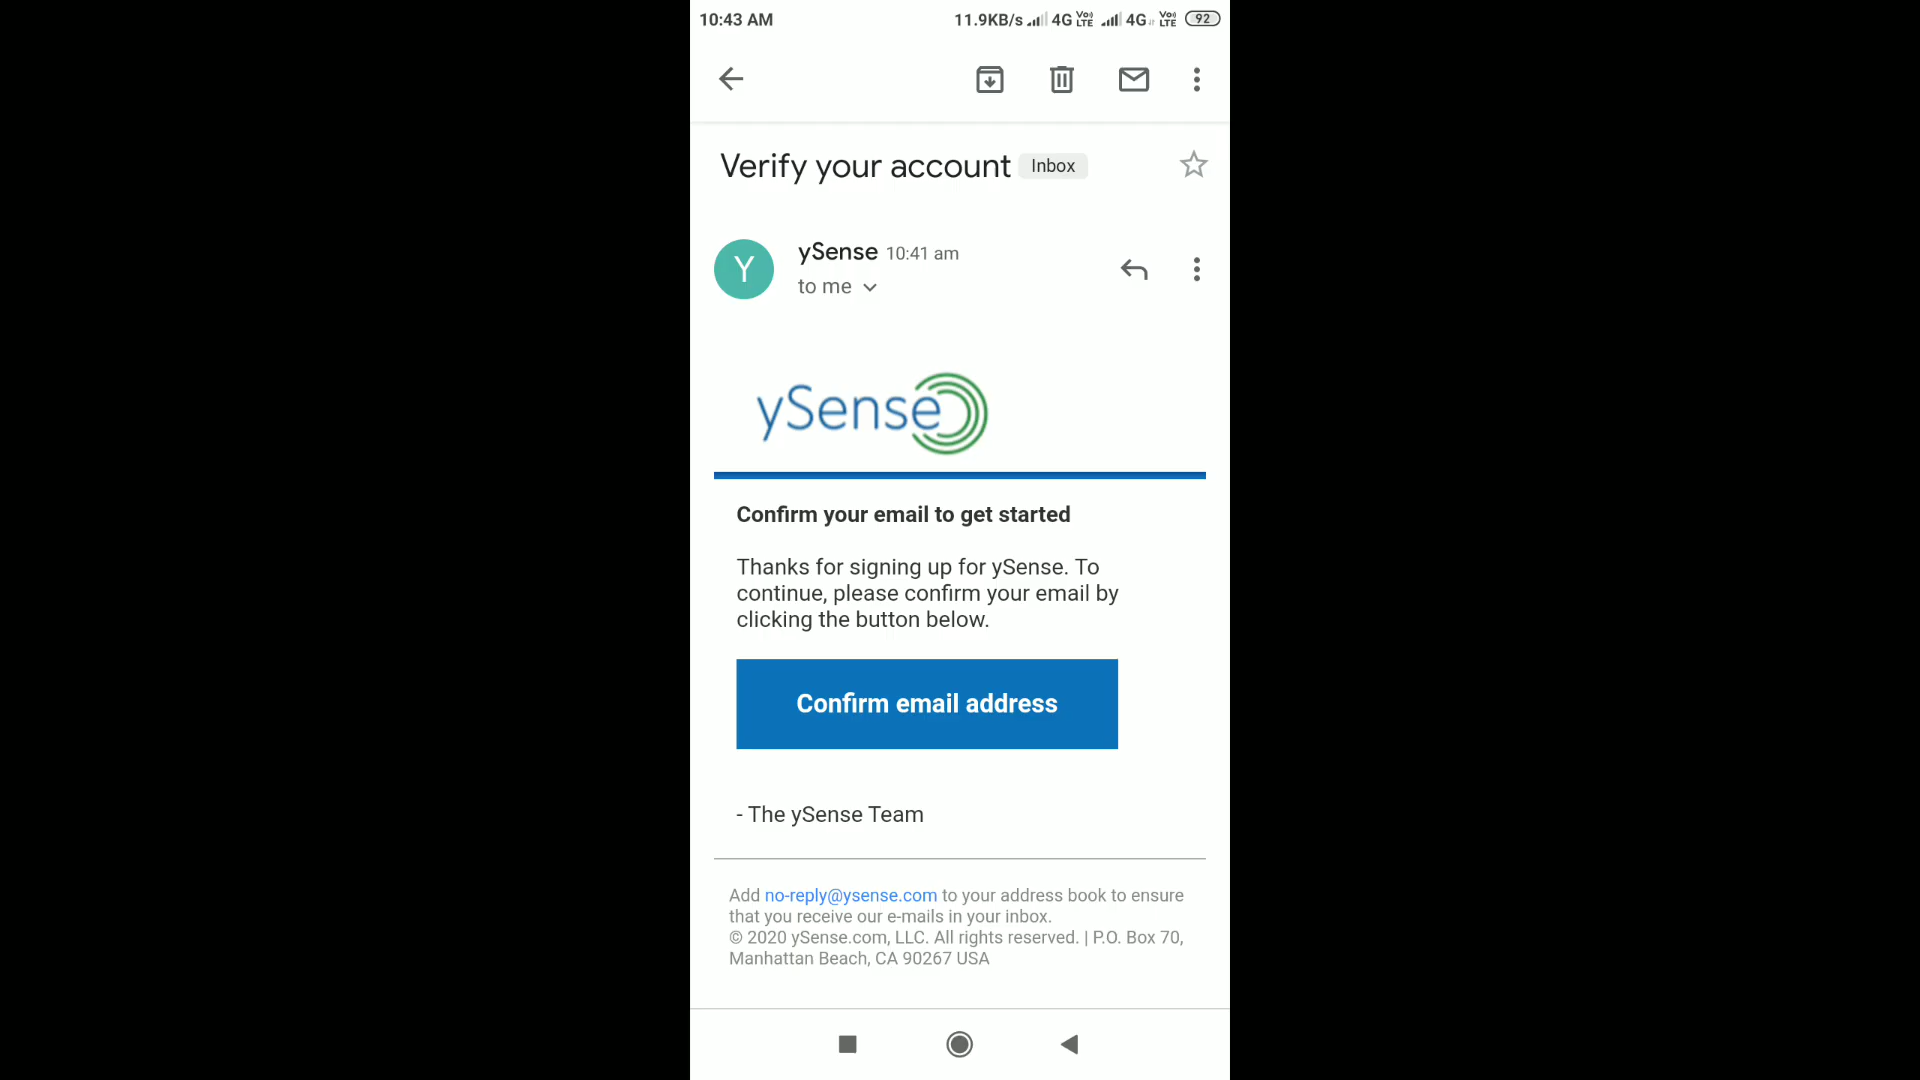 10:43 AM 11.9KB/s 4G Vo) LTE 4G Vo) LTE 92
Verify your account Inbox
Y
ySense 10:41 am
to me
ySense
Confirm your email to get started
Thanks for signing up for ySense. To
continue, please confirm your email by
clicking the button below.
Confirm email address
- The ySense Team
Add no-reply@ysense.com to your address book to ensure
that you receive our e-mails in your inbox.
© 2020 ySense.com, LLC. All rights reserved. | P.O. Box 70,
Manhattan Beach, CA 90267 USA